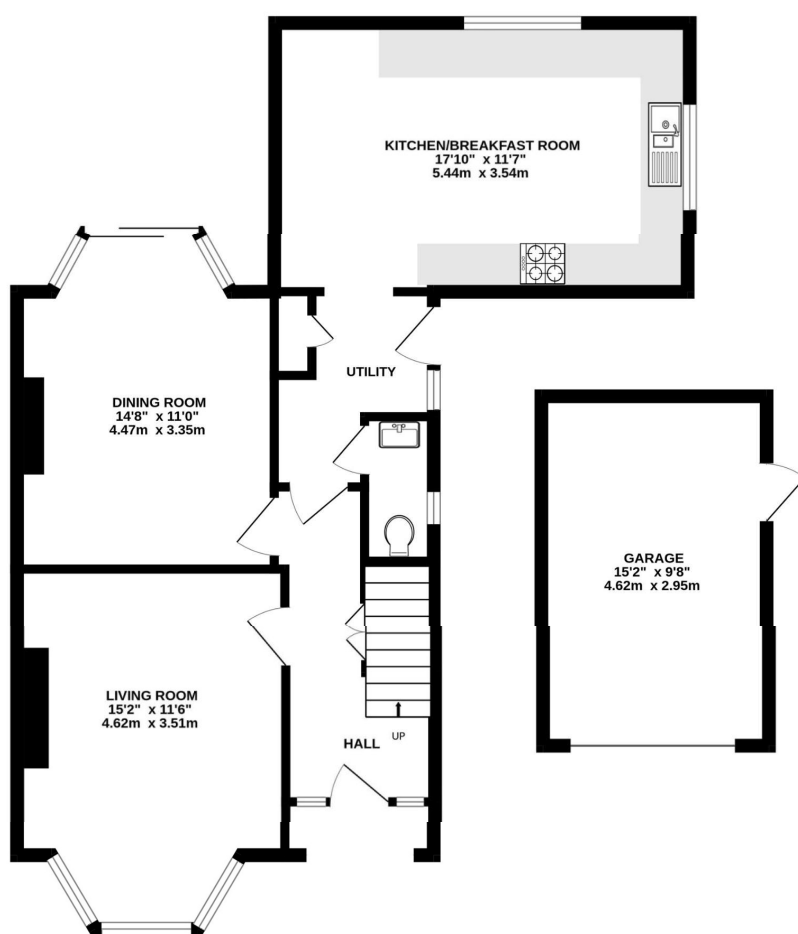 KITCHEN/BREAKFAST ROOM
17'10" x 11'7"
5.44m x 3.54m
UTILITY
DINING ROOM
14'8" x 11'0"
4.47m x 3.35m
GARAGE
15'2" x 9'8"
4.62m x 2.95m
LIVING ROOM
15'2" x 11'6"
4.62m x 3.51m
UP
HALL